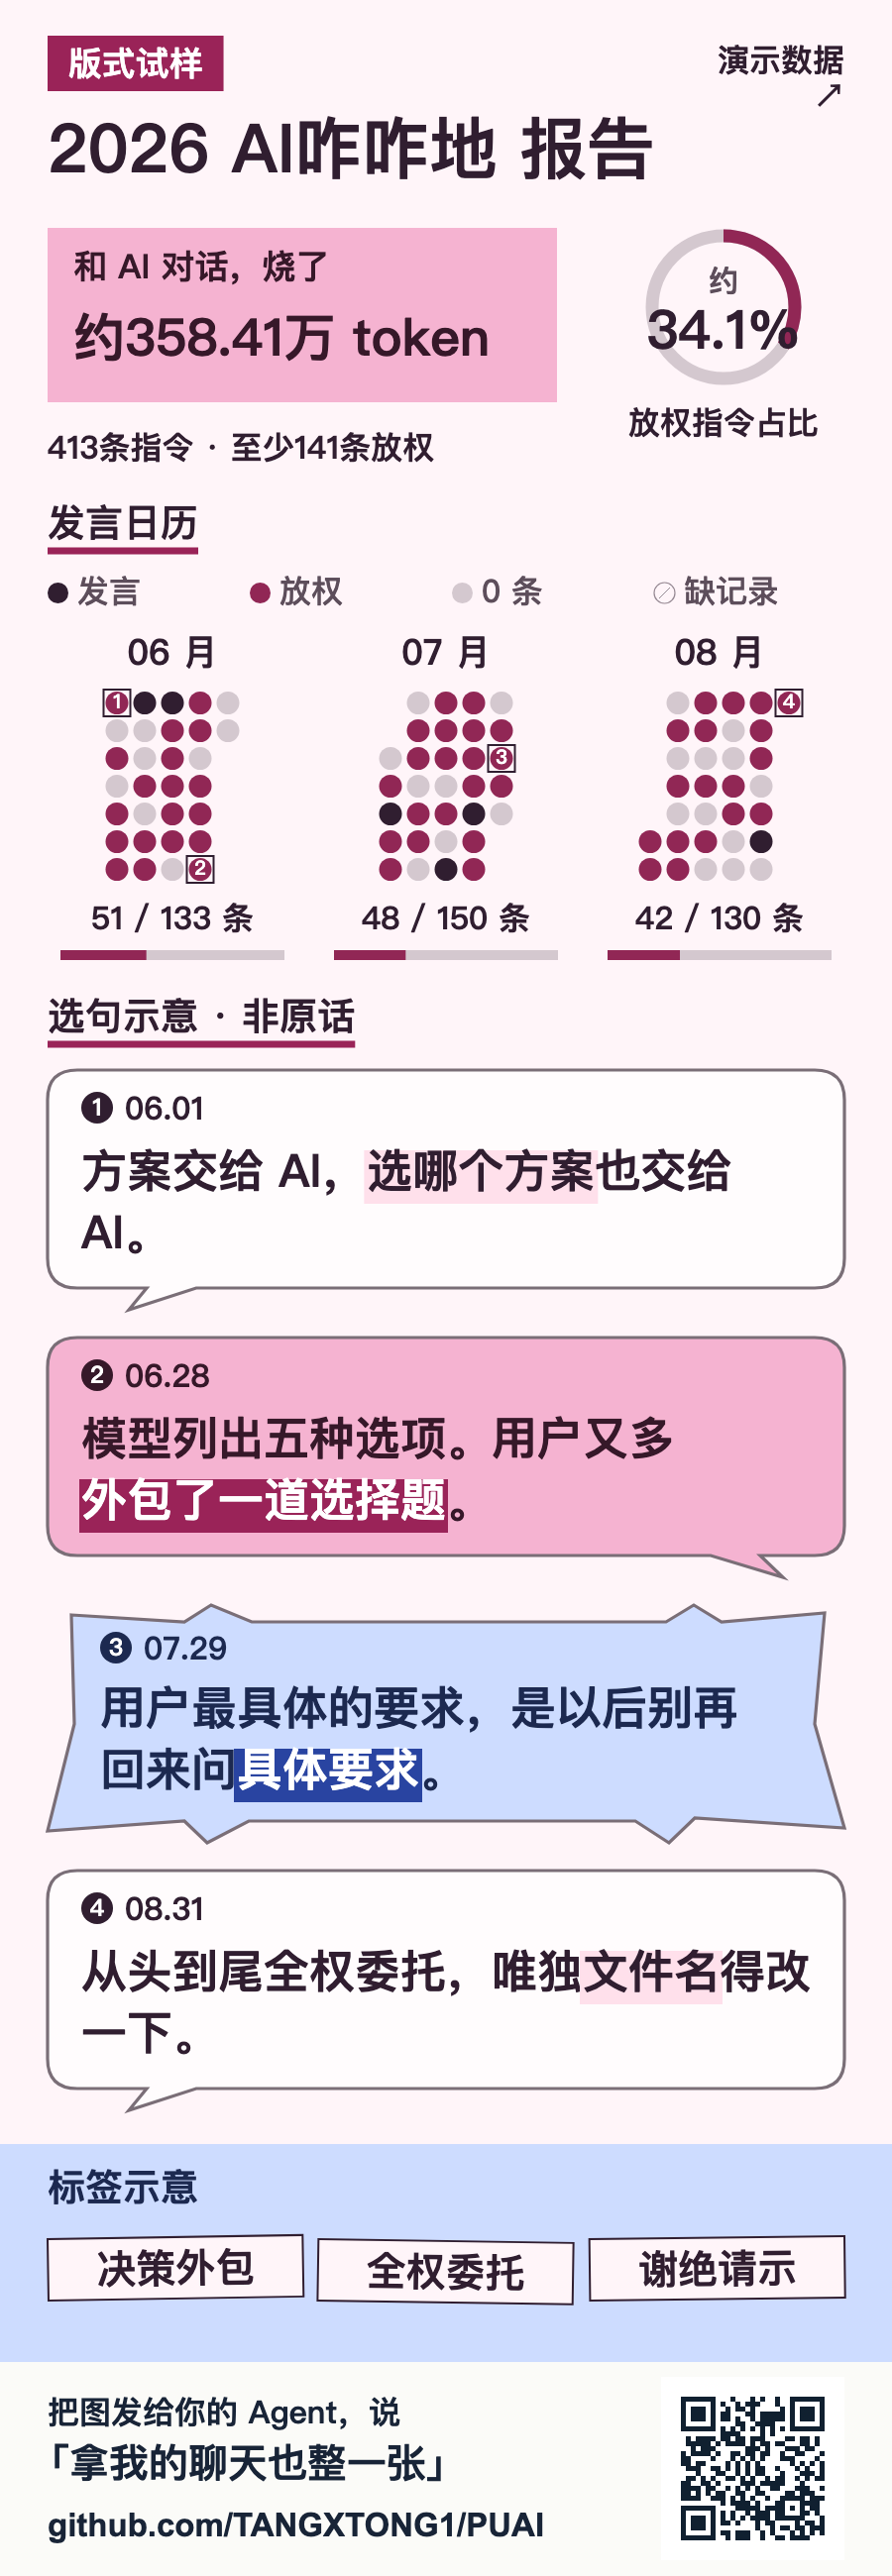 版式试样
演示数据
↗
2026 AI咋咋地 报告
和 AI 对话，烧了
约358.41万 token
约
34.1%
放权指令占比
413条指令 · 至少141条放权
发言日历
发言
放权
0 条
缺记录
06 月
07 月
08 月
1
4
3
2
51 / 133 条
48 / 150 条
42 / 130 条
选句示意 · 非原话
1 06.01
方案交给 AI，选哪个方案也交给
AI。
2 06.28
模型列出五种选项。用户又多
外包了一道选择题。
3 07.29
用户最具体的要求，是以后别再
回来问具体要求。
4 08.31
从头到尾全权委托，唯独文件名得改
一下。
标签示意
决策外包
全权委托
谢绝请示
把图发给你的 Agent，说
「拿我的聊天也整一张」
github.com/TANGXTONG1/PUAI